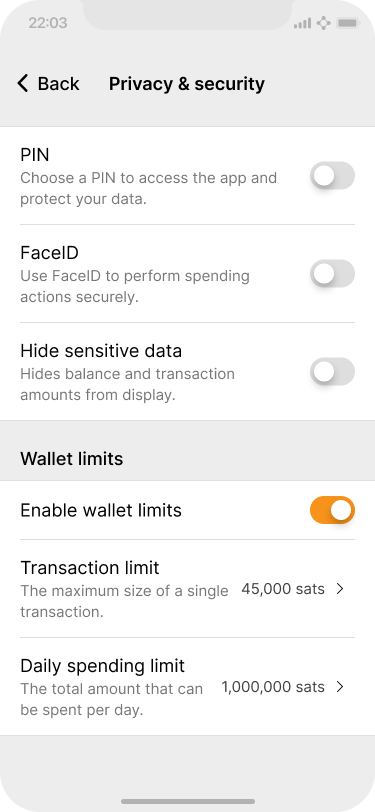 22:03
Back Privacy & security
PIN
Choose a PIN to access the app and
protect your data.
FaceID
Use FaceID to perform spending
actions securely.
Hide sensitive data
Hides balance and transaction
amounts from display.
Wallet limits
Enable wallet limits
Transaction limit
The maximum size of a single
transaction.
45,000 sats
Daily spending limit
The total amount that can
be spent per day.
1,000,000 sats